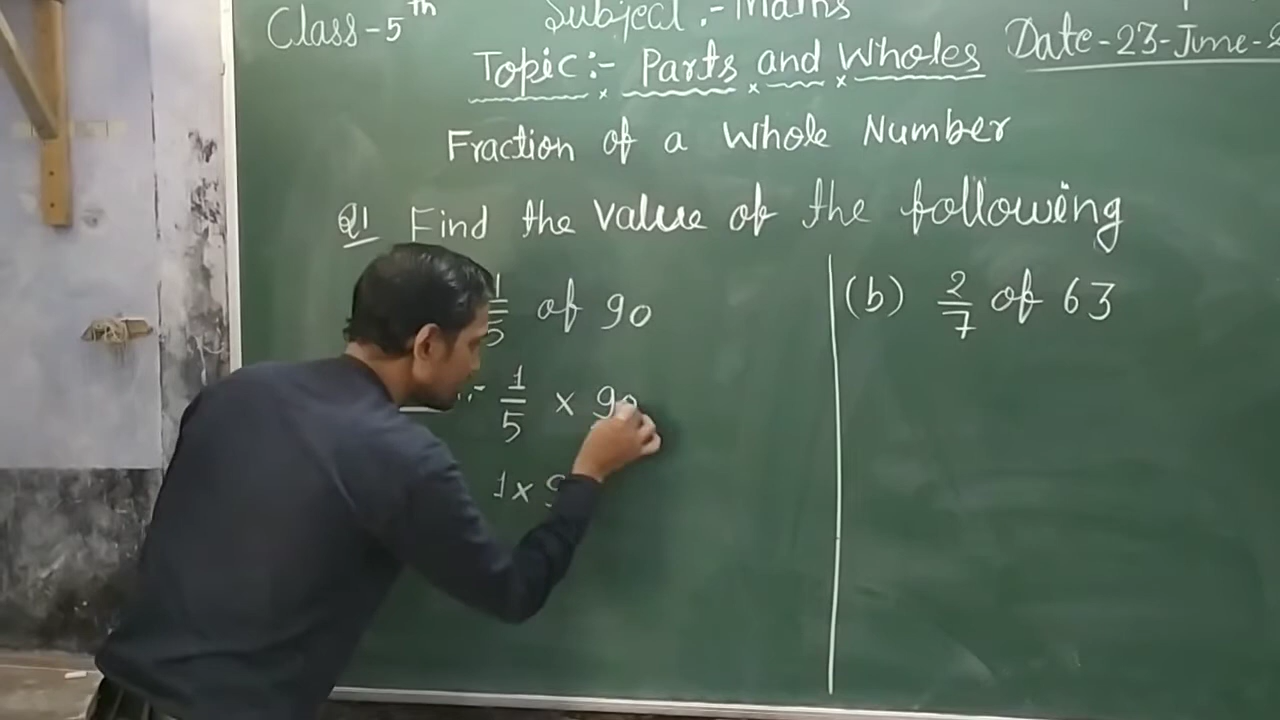 Class-5th Subject :- Maths
Topic:- Parts and Wholes Date-23-June-2
Fraction of a Whole Number
Q1 Find the value of the following
1/5 of 90
(b) 2/7 of 63
:- 1/5 × 90
1×9